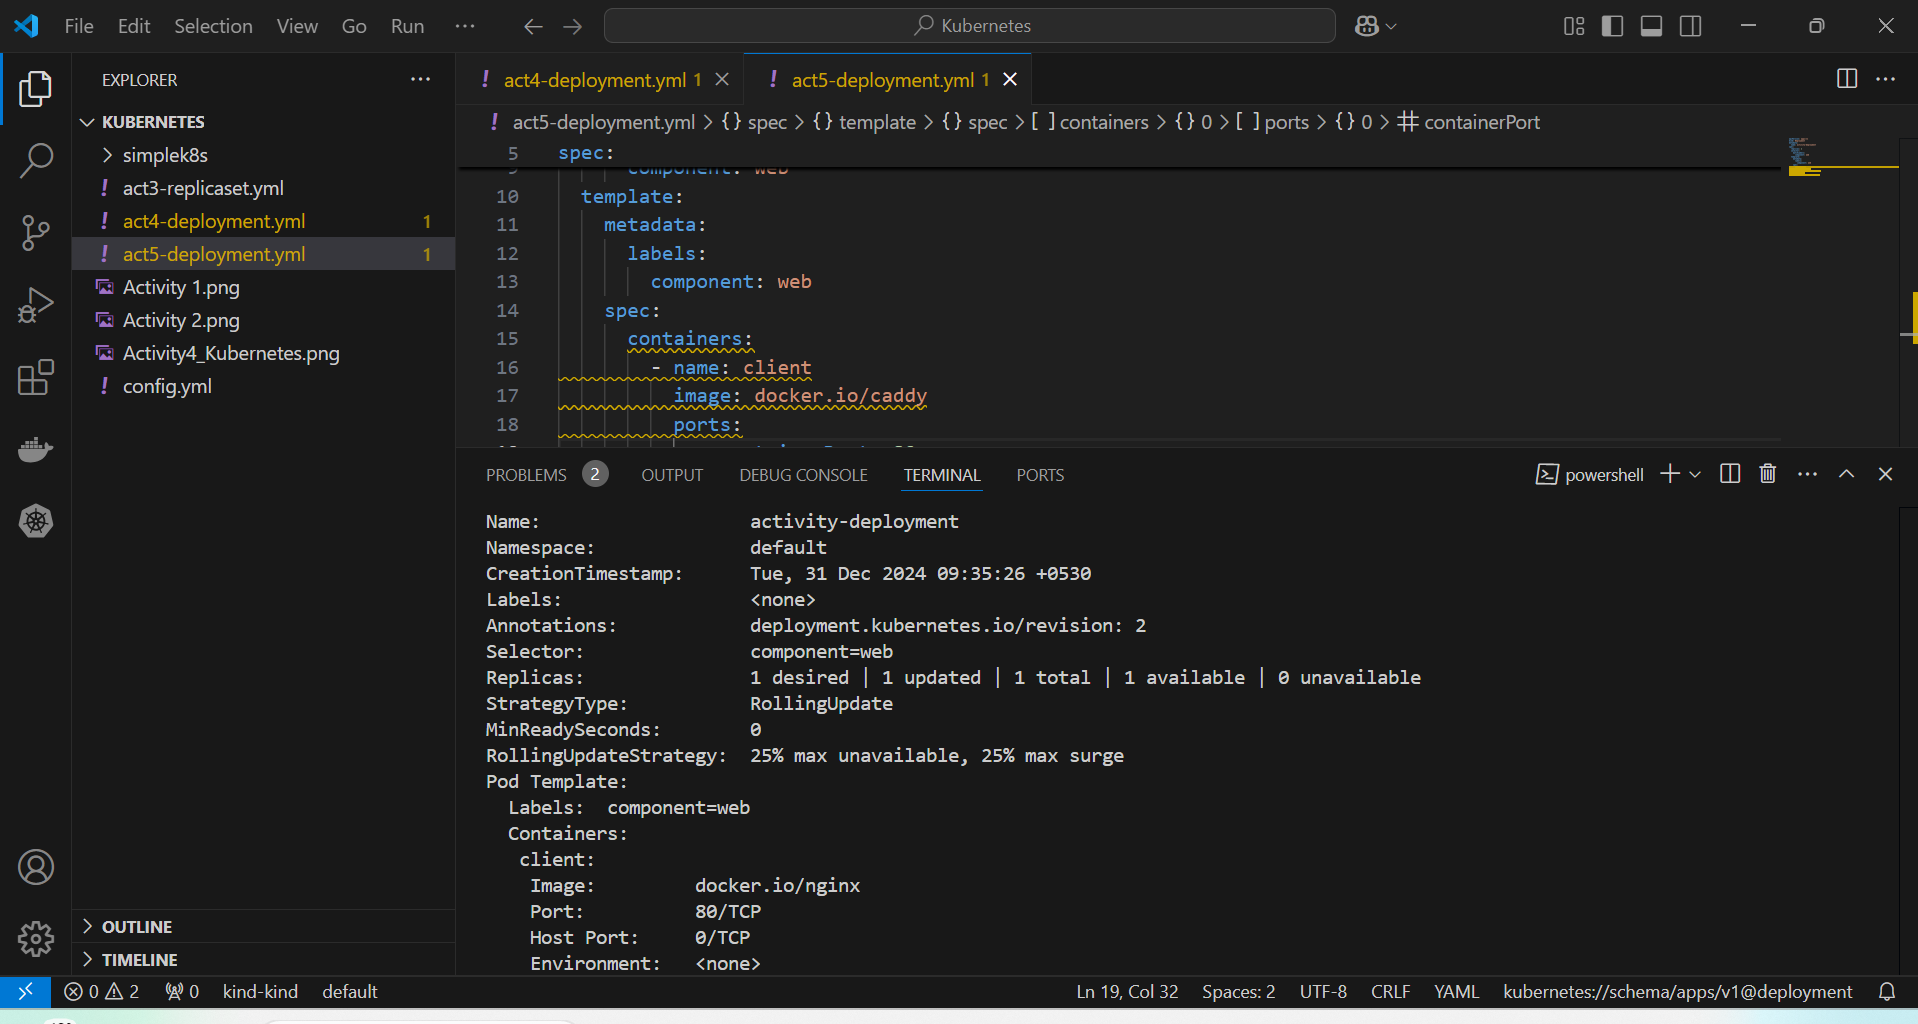 File Edit Selection View Go Run ··· Kubernetes
EXPLORER ···
KUBERNETES
simplek8s
! act3-replicaset.yml
! act4-deployment.yml 1
! act5-deployment.yml 1
Activity 1.png
Activity 2.png
Activity4_Kubernetes.png
! config.yml
OUTLINE
TIMELINE
! act4-deployment.yml 1 ! act5-deployment.yml 1
! act5-deployment.yml > {} spec > {} template > {} spec > [ ] containers > {} 0 > [ ] ports > {} 0 > # containerPort
5 spec:
component: web
10 template:
11 metadata:
12 labels:
13 component: web
14 spec:
15 containers:
16 - name: client
17 image: docker.io/caddy
18 ports:
PROBLEMS 2 OUTPUT DEBUG CONSOLE TERMINAL PORTS powershell
Name: activity-deployment
Namespace: default
CreationTimestamp: Tue, 31 Dec 2024 09:35:26 +0530
Labels: <none>
Annotations: deployment.kubernetes.io/revision: 2
Selector: component=web
Replicas: 1 desired | 1 updated | 1 total | 1 available | 0 unavailable
StrategyType: RollingUpdate
MinReadySeconds: 0
RollingUpdateStrategy: 25% max unavailable, 25% max surge
Pod Template:
Labels: component=web
Containers:
client:
Image: docker.io/nginx
Port: 80/TCP
Host Port: 0/TCP
Environment: <none>
0 2 0 kind-kind default Ln 19, Col 32 Spaces: 2 UTF-8 CRLF YAML kubernetes://schema/apps/v1@deployment